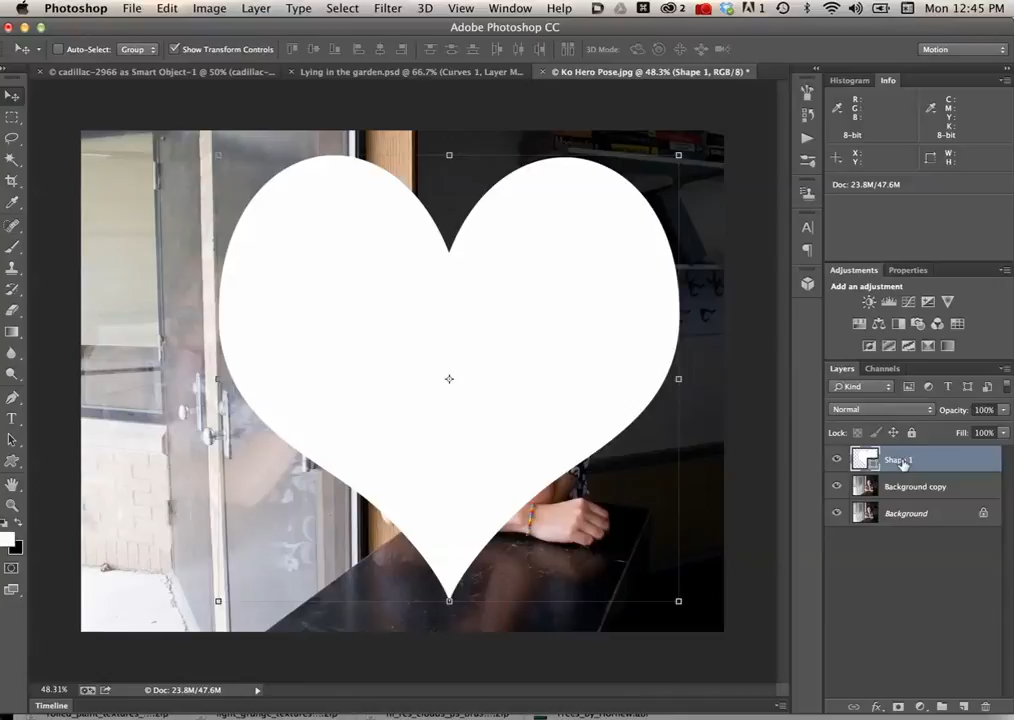 Photoshop File Edit Image Layer Type Select Filter 3D View Window Help 2 1 Mon 12:45 PM
Adobe Photoshop CC
Auto-Select: Group Show Transform Controls 3D Mode: Motion
× © cadillac-2966 as Smart Object-1 @ 50% (cadillac-... × Lying in the garden.psd @ 66.7% (Curves 1, Layer M... × © Ko Hero Pose.jpg @ 48.3% (Shape 1, RGB/8) *
Histogram Info
R: C:
G: M:
B: Y:
K:
8-bit 8-bit
X: W:
Y: H:
Doc: 23.8M/47.6M
Adjustments Properties
Add an adjustment
Layers Channels
Kind
Normal Opacity: 100%
Lock: Fill: 100%
Shape 1
Background copy
Background
48.31% © Doc: 23.8M/47.6M
Timeline